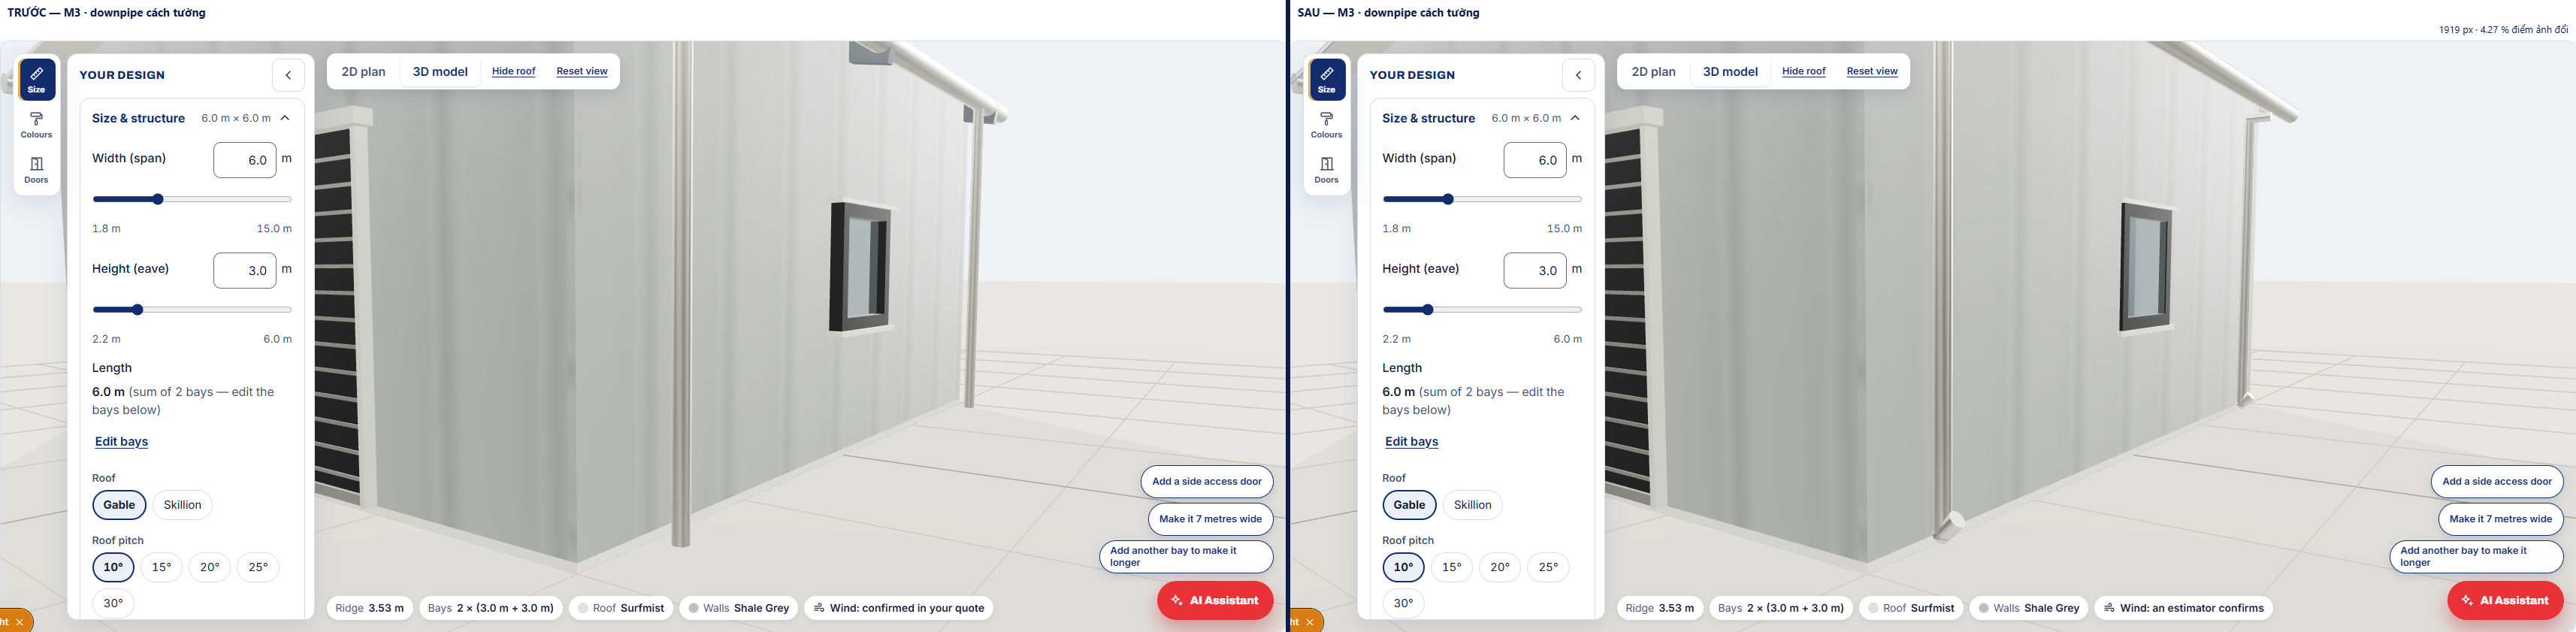 TRƯỚC — M3 · downpipe cách tường
Size
Colours
Doors
YOUR DESIGN
Size & structure 6.0 m × 6.0 m
Width (span) 6.0 m
1.8 m 15.0 m
Height (eave) 3.0 m
2.2 m 6.0 m
Length
6.0 m (sum of 2 bays — edit the
bays below)
Edit bays
Roof
Gable Skillion
Roof pitch
10° 15° 20° 25°
30°
ht ×
2D plan 3D model Hide roof Reset view
Add a side access door
Make it 7 metres wide
Add another bay to make it
longer
AI Assistant
Ridge 3.53 m Bays 2 × (3.0 m + 3.0 m) Roof Surfmist Walls Shale Grey Wind: confirmed in your quote
SAU — M3 · downpipe cách tường
1919 px · 4.27 % điểm ảnh đổi
Size
Colours
Doors
YOUR DESIGN
Size & structure 6.0 m × 6.0 m
Width (span) 6.0 m
1.8 m 15.0 m
Height (eave) 3.0 m
2.2 m 6.0 m
Length
6.0 m (sum of 2 bays — edit the
bays below)
Edit bays
Roof
Gable Skillion
Roof pitch
10° 15° 20° 25°
30°
ht ×
2D plan 3D model Hide roof Reset view
Add a side access door
Make it 7 metres wide
Add another bay to make it
longer
AI Assistant
Ridge 3.53 m Bays 2 × (3.0 m + 3.0 m) Roof Surfmist Walls Shale Grey Wind: an estimator confirms